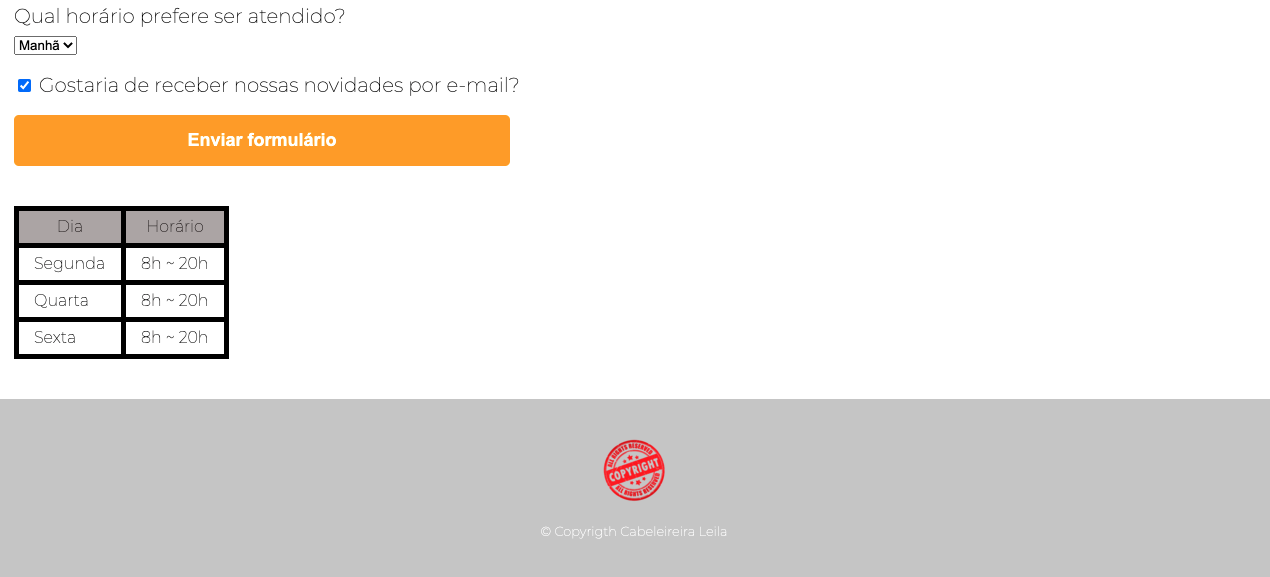 Qual horário prefere ser atendido?
Manhã
Gostaria de receber nossas novidades por e-mail?
Enviar formulário
Dia Horário
Segunda 8h ~ 20h
Quarta 8h ~ 20h
Sexta 8h ~ 20h
ALL RIGHTS RESERVED
COPYRIGHT
ALL RIGHTS RESERVED
© Copyrigth Cabeleireira Leila